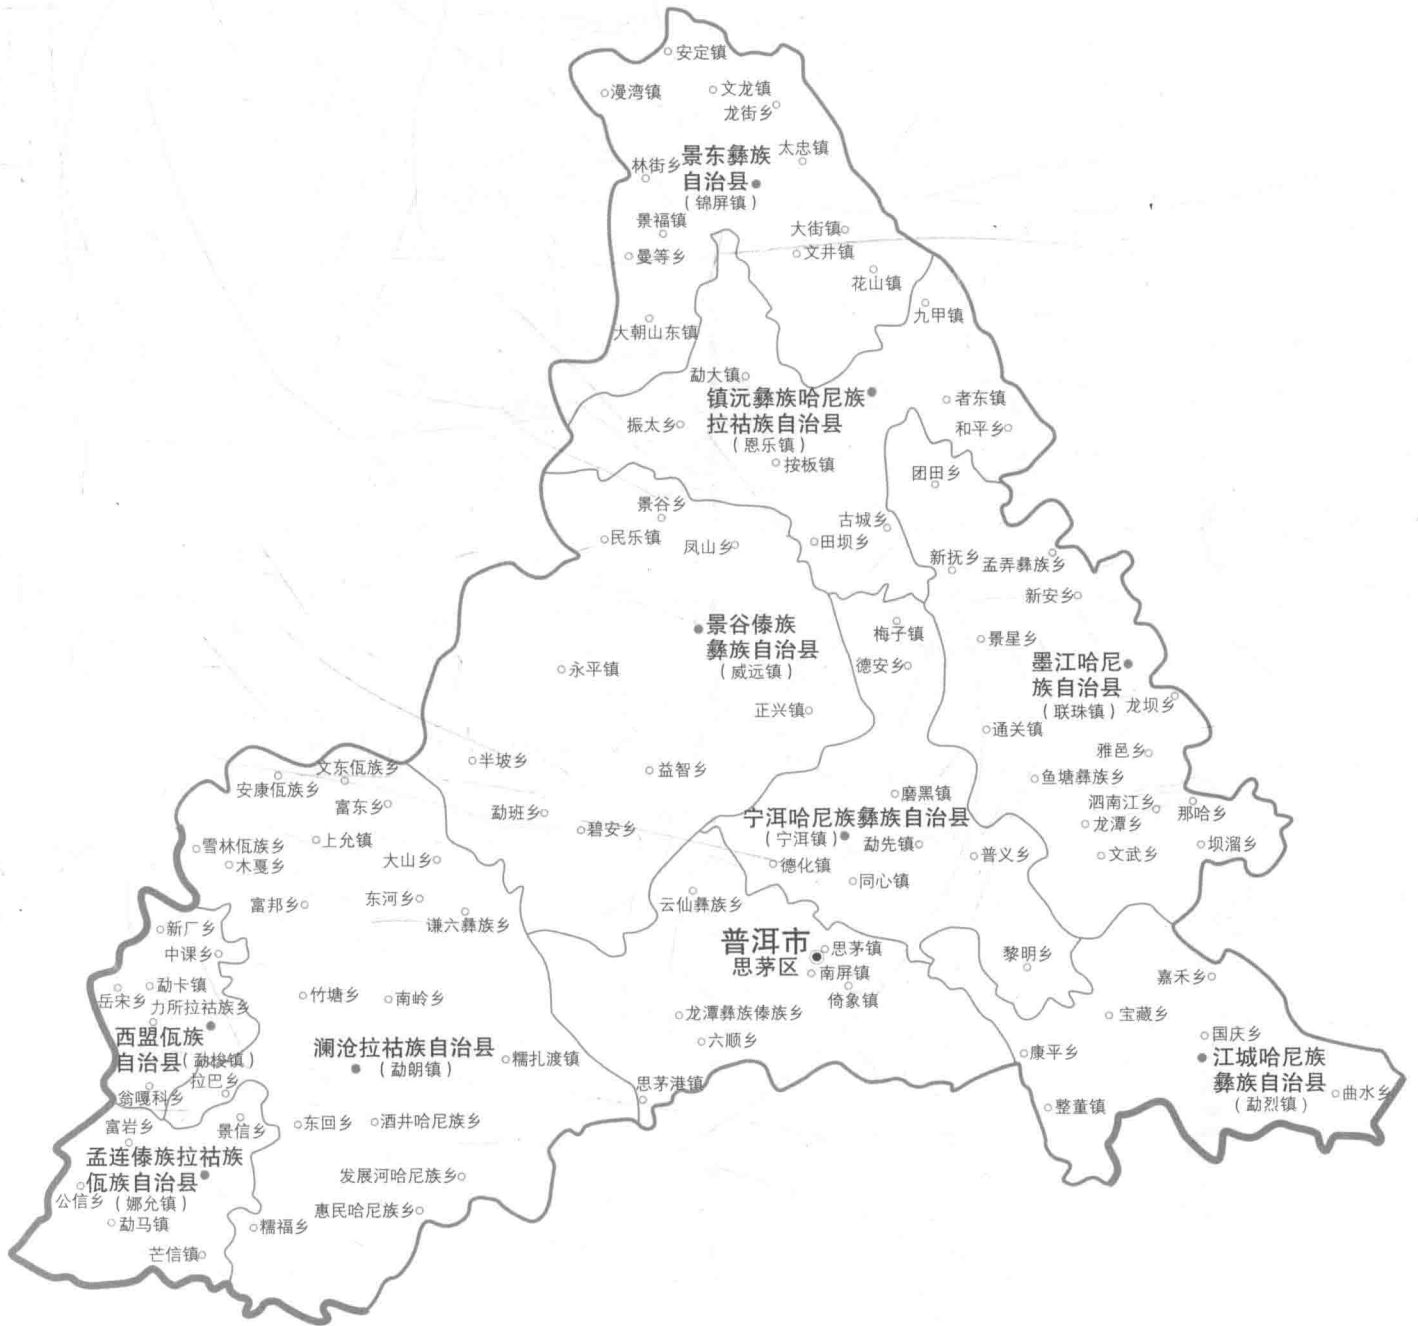 安定镇
漫湾镇
文龙镇
龙街乡
太忠镇
林街乡
景东彝族
自治县
(锦屏镇)
景福镇
大街镇
曼等乡
文井镇
花山镇
九甲镇
大朝山东镇
勐大镇
镇沅彝族哈尼族
拉祜族自治县
(恩乐镇)
者东镇
振太乡
和平乡
按板镇
团田乡
景谷乡
古城乡
民乐镇
凤山乡
田坝乡
新抚乡
孟弄彝族乡
新安乡
景谷傣族
彝族自治县
(威远镇)
梅子镇
景星乡
永平镇
德安乡
墨江哈尼
族自治县
(联珠镇)
龙坝乡
正兴镇
通关镇
雅邑乡
半坡乡
益智乡
文东佤族乡
安康佤族乡
鱼塘彝族乡
富东乡
磨黑镇
泗南江乡
那哈乡
勐班乡
碧安乡
宁洱哈尼族彝族自治县
(宁洱镇)
勐先镇
龙潭乡
雪林佤族乡
上允镇
坝溜乡
木戛乡
大山乡
德化镇
普义乡
文武乡
同心镇
富邦乡
东河乡
云仙彝族乡
谦六彝族乡
新厂乡
中课乡
普洱市
思茅区
思茅镇
黎明乡
南屏镇
嘉禾乡
勐卡镇
岳宋乡
力所拉祜族乡
竹塘乡
南岭乡
倚象镇
龙潭彝族傣族乡
宝藏乡
西盟佤族
自治县
(勐梭镇)
六顺乡
国庆乡
澜沧拉祜族自治县
(勐朗镇)
糯扎渡镇
康平乡
江城哈尼族
彝族自治县
(勐烈镇)
拉巴乡
思茅港镇
曲水乡
翁嘎科乡
整董镇
富岩乡
景信乡
东回乡
酒井哈尼族乡
孟连傣族拉祜族
佤族自治县
(娜允镇)
发展河哈尼族乡
公信乡
惠民哈尼族乡
勐马镇
糯福乡
芒信镇